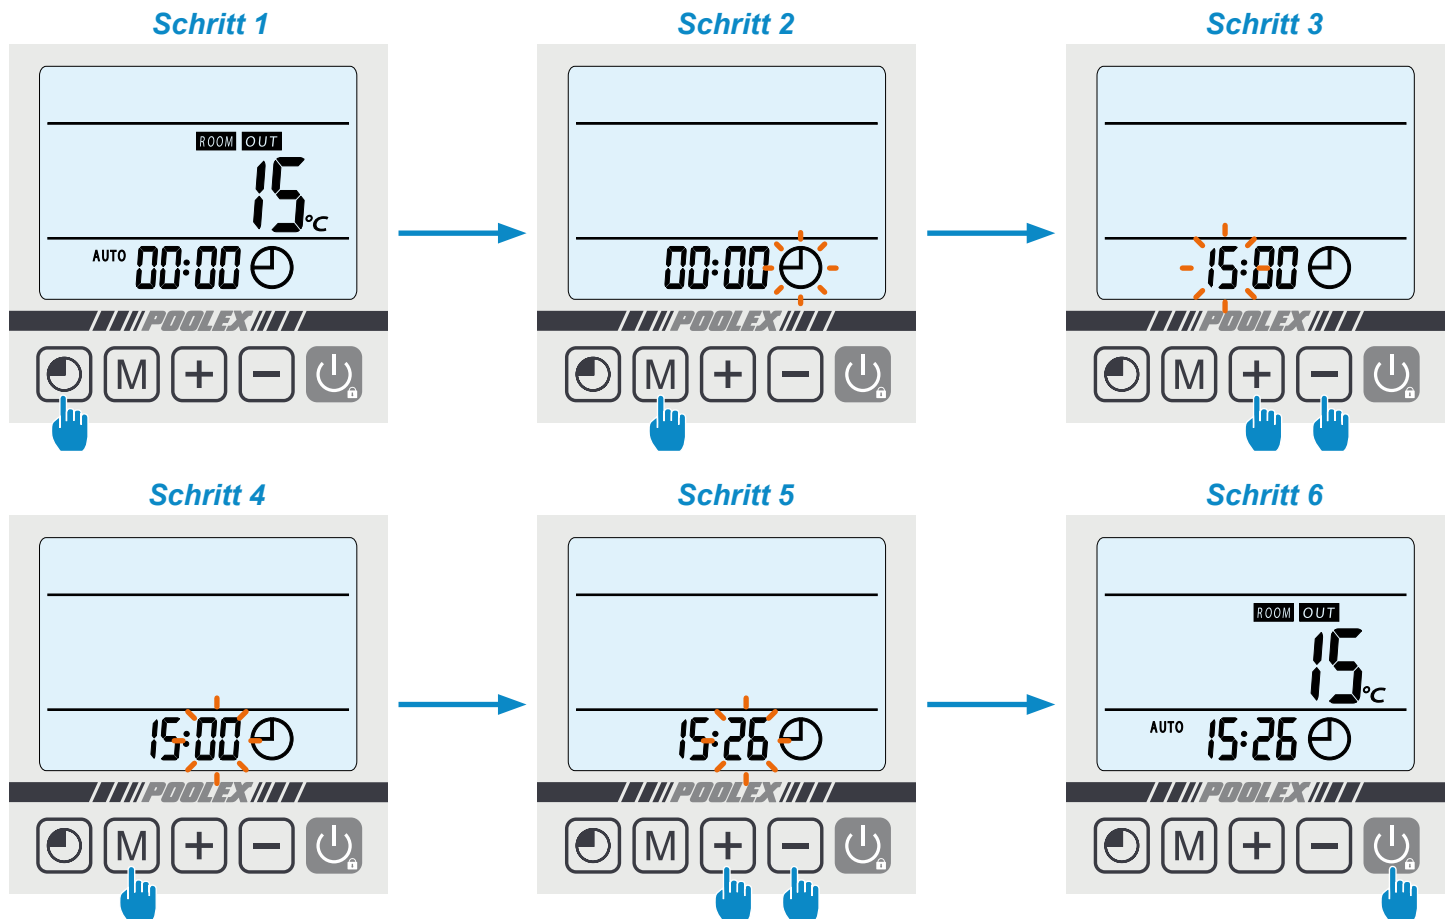 Schritt 1
ROOM OUT
15°C
AUTO 00:00
POOLEX
M + −
Schritt 2
00:00
POOLEX
M + −
Schritt 3
15:00
POOLEX
M + −
Schritt 4
15:00
POOLEX
M + −
Schritt 5
15:26
POOLEX
M + −
Schritt 6
ROOM OUT
15°C
AUTO 15:26
POOLEX
M + −